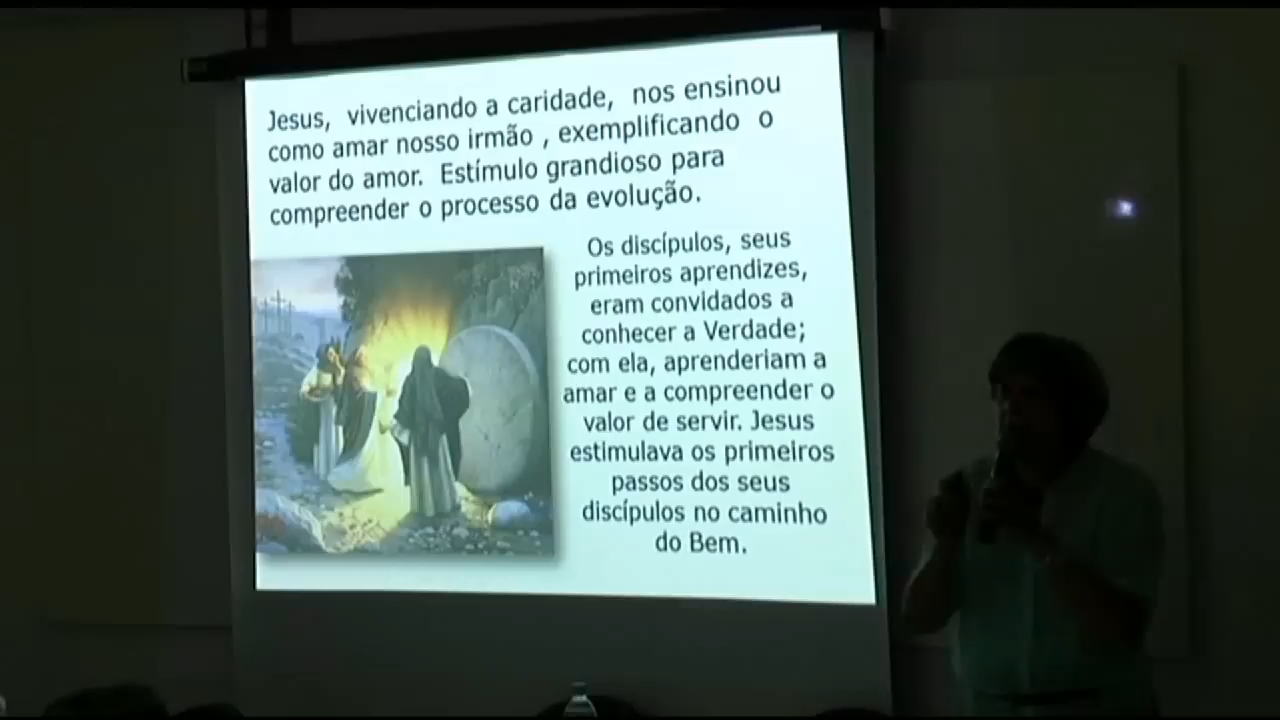 Jesus, vivenciando a caridade, nos ensinou
como amar nosso irmão , exemplificando o
valor do amor. Estímulo grandioso para
compreender o processo da evolução.
Os discípulos, seus
primeiros aprendizes,
eram convidados a
conhecer a Verdade;
com ela, aprenderiam a
amar e a compreender o
valor de servir. Jesus
estimulava os primeiros
passos dos seus
discípulos no caminho
do Bem.